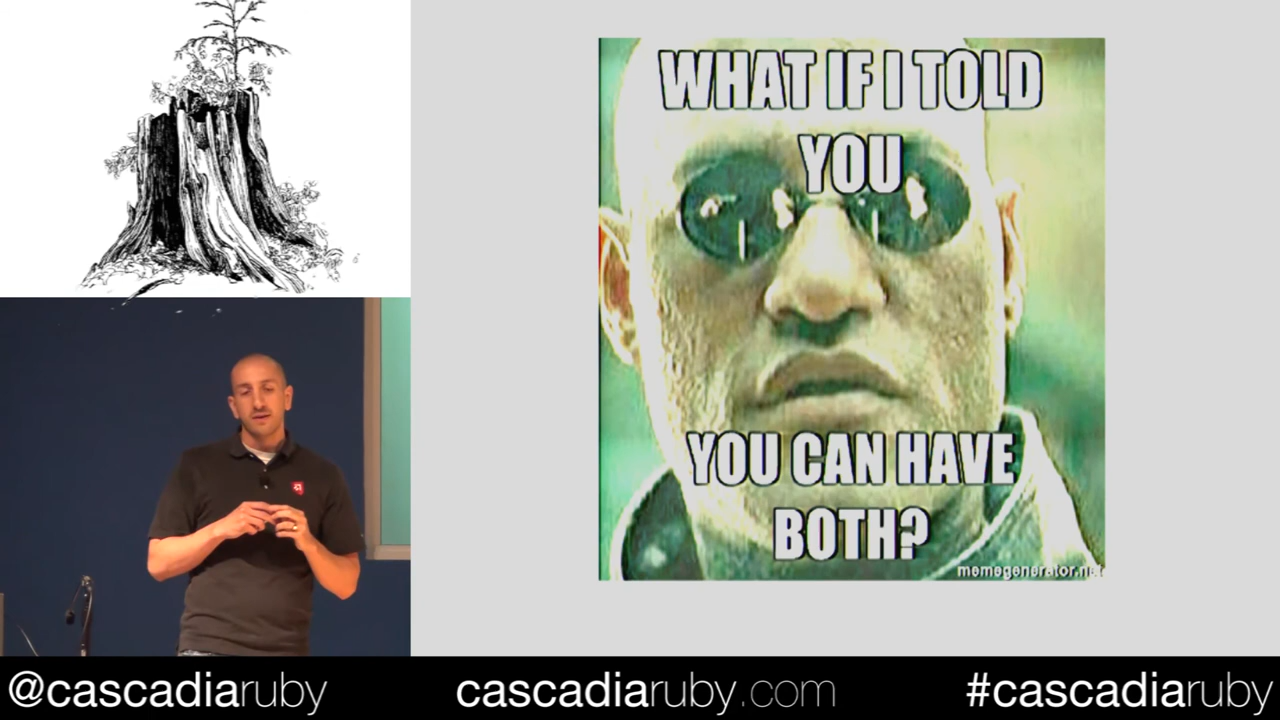 WHAT IF I TOLD
YOU
YOU CAN HAVE
BOTH?
memegenerator.net
@cascadiaruby
cascadiaruby.com
#cascadiaruby